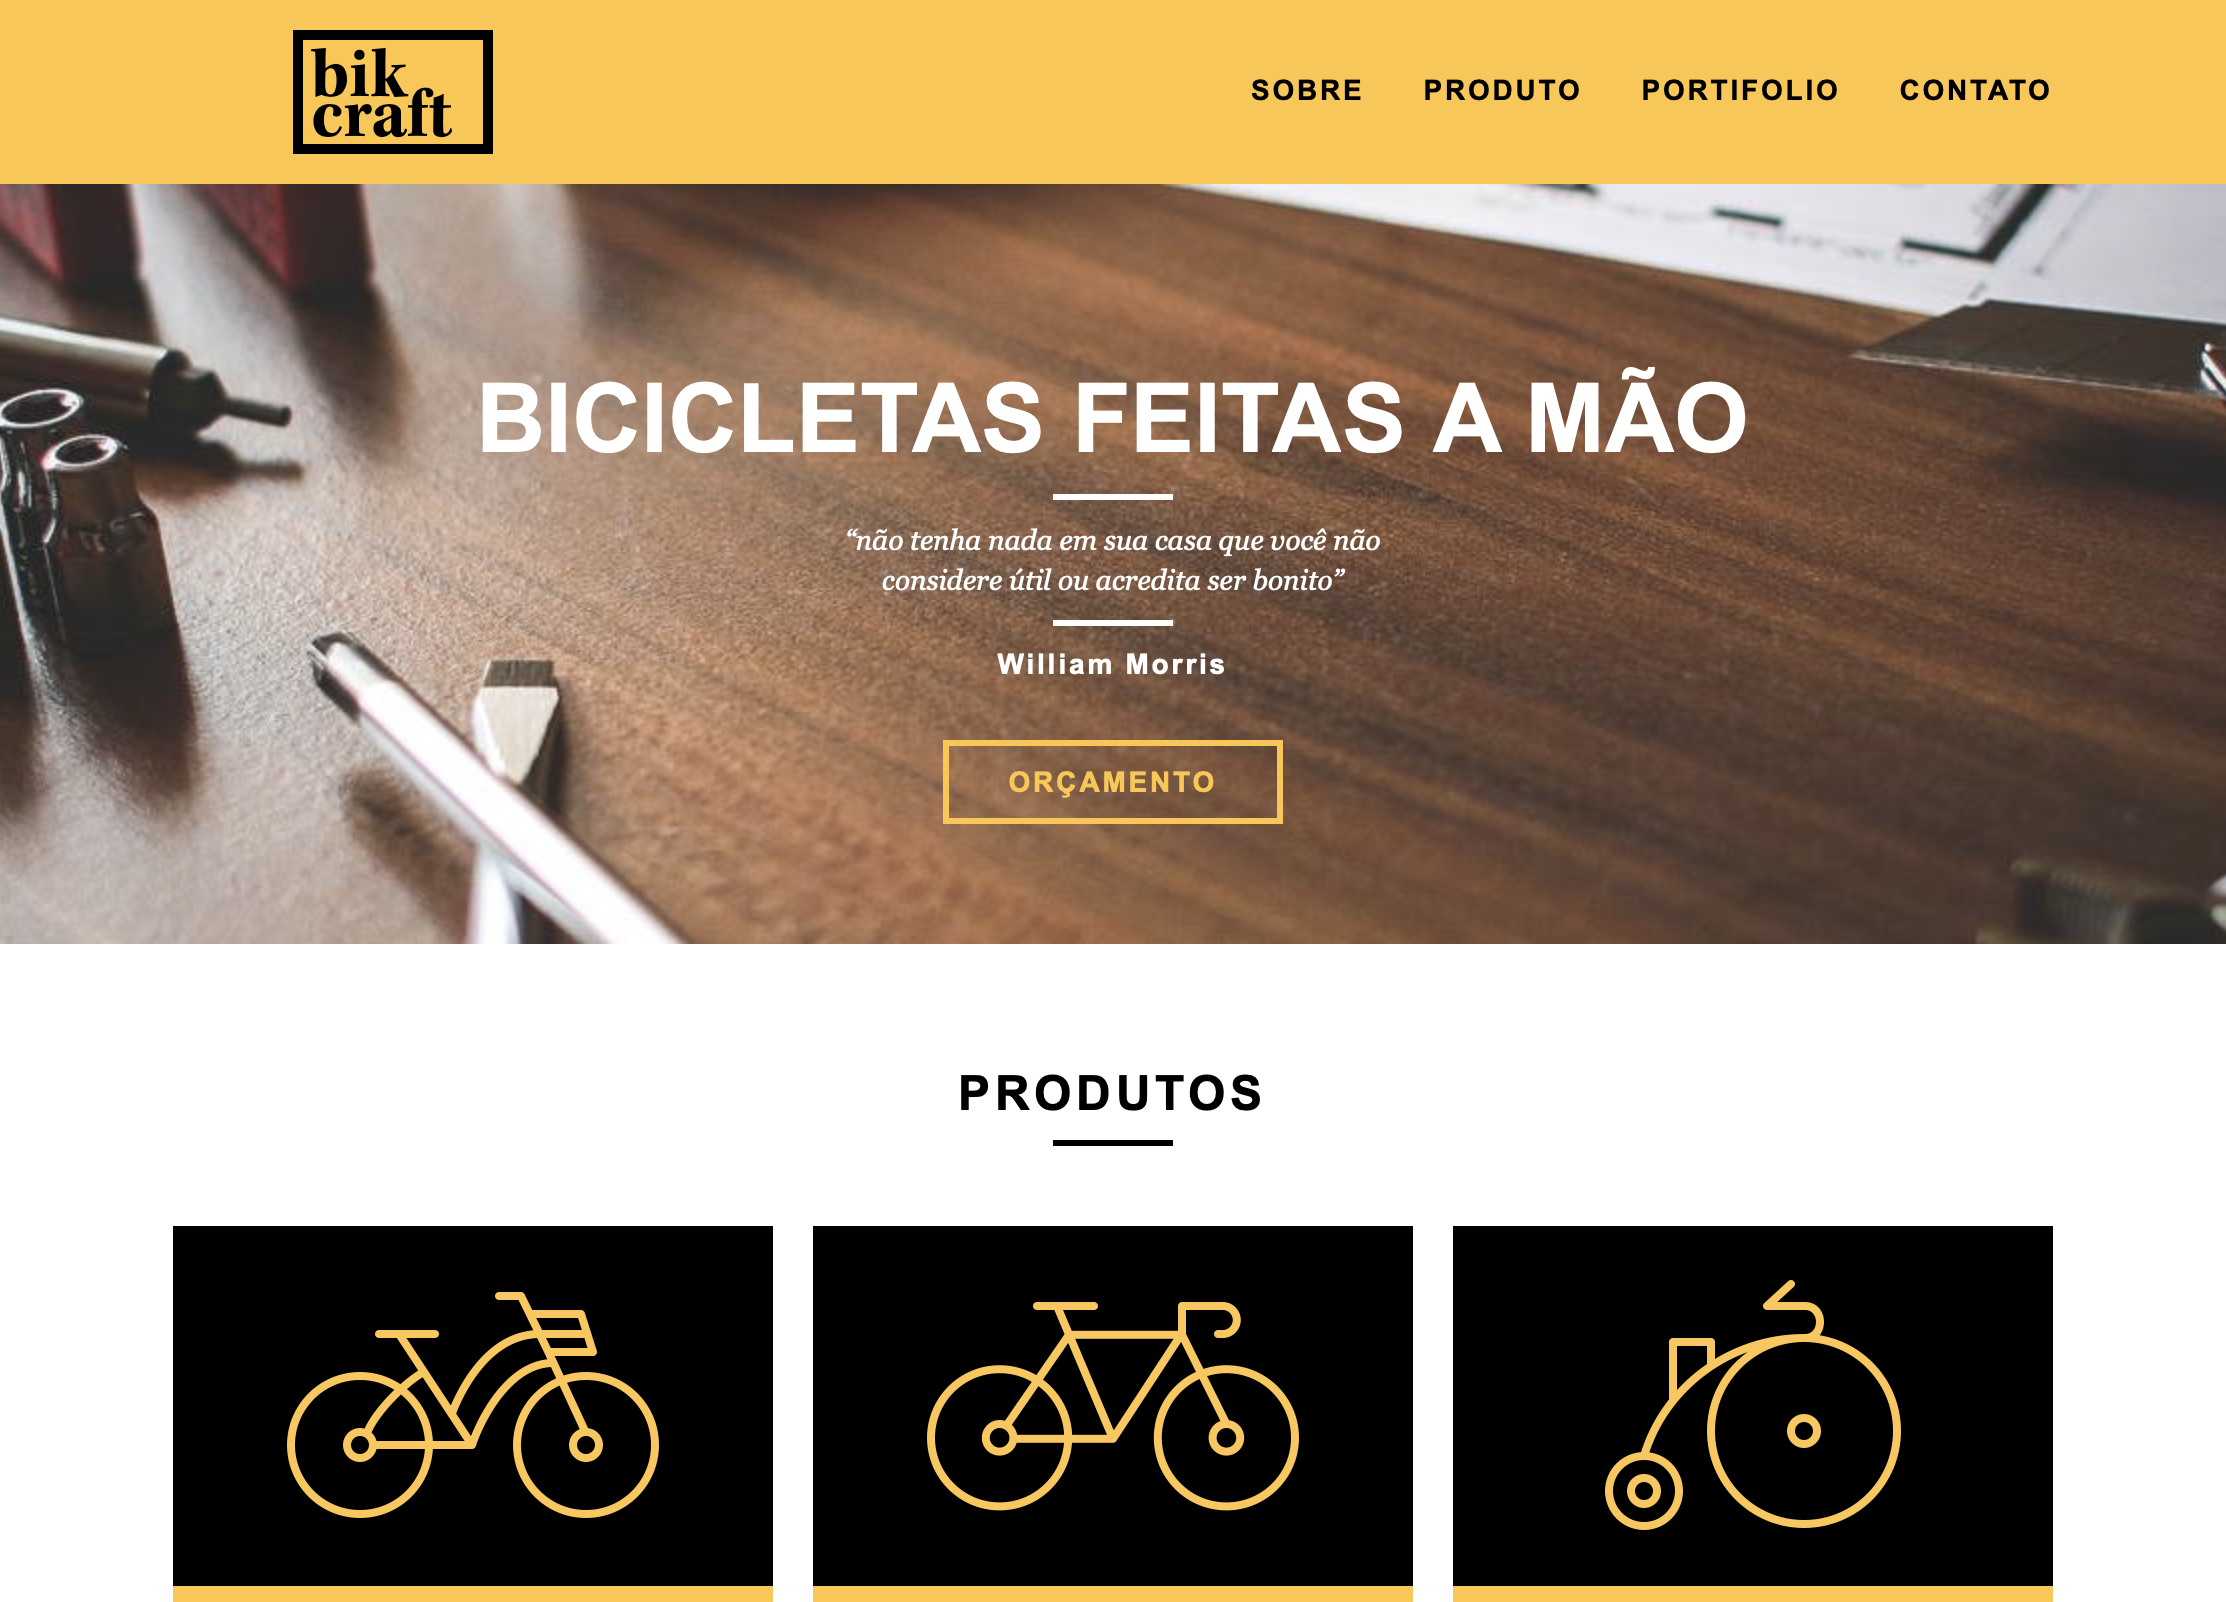 bik
craft
SOBRE PRODUTO PORTIFOLIO CONTATO
BICICLETAS FEITAS A MÃO
“não tenha nada em sua casa que você não
considere útil ou acredita ser bonito”
William Morris
ORÇAMENTO
PRODUTOS